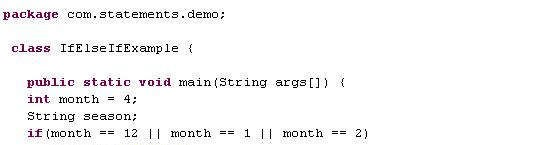 package com.statements.demo;
class IfElseIfExample {
public static void main(String args[]) {
int month = 4;
String season;
if(month == 12 || month == 1 || month == 2)